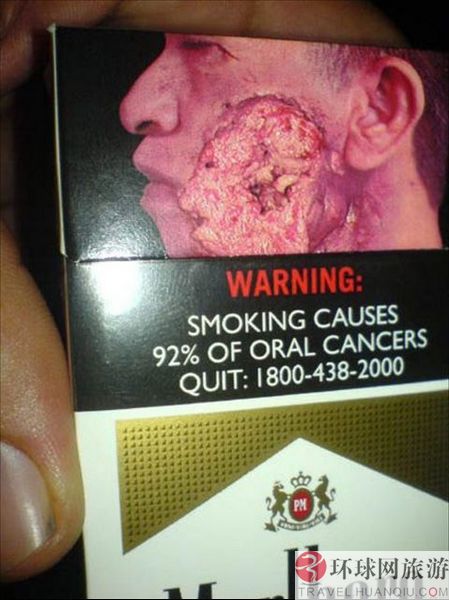 WARNING:
SMOKING CAUSES
92% OF ORAL CANCERS
QUIT: 1800-438-2000
PM
环球网旅游
TRAVEL.HUANQIU.COM